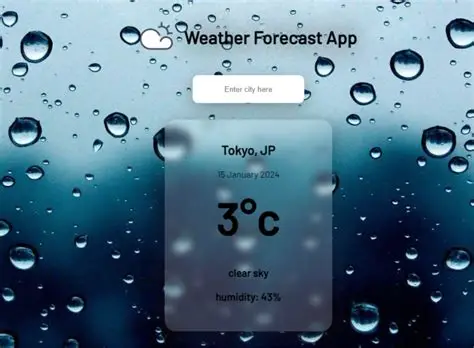 Weather Forecast App
Enter city here
Tokyo, JP
15 January 2024
3°c
clear sky
humidity: 43%